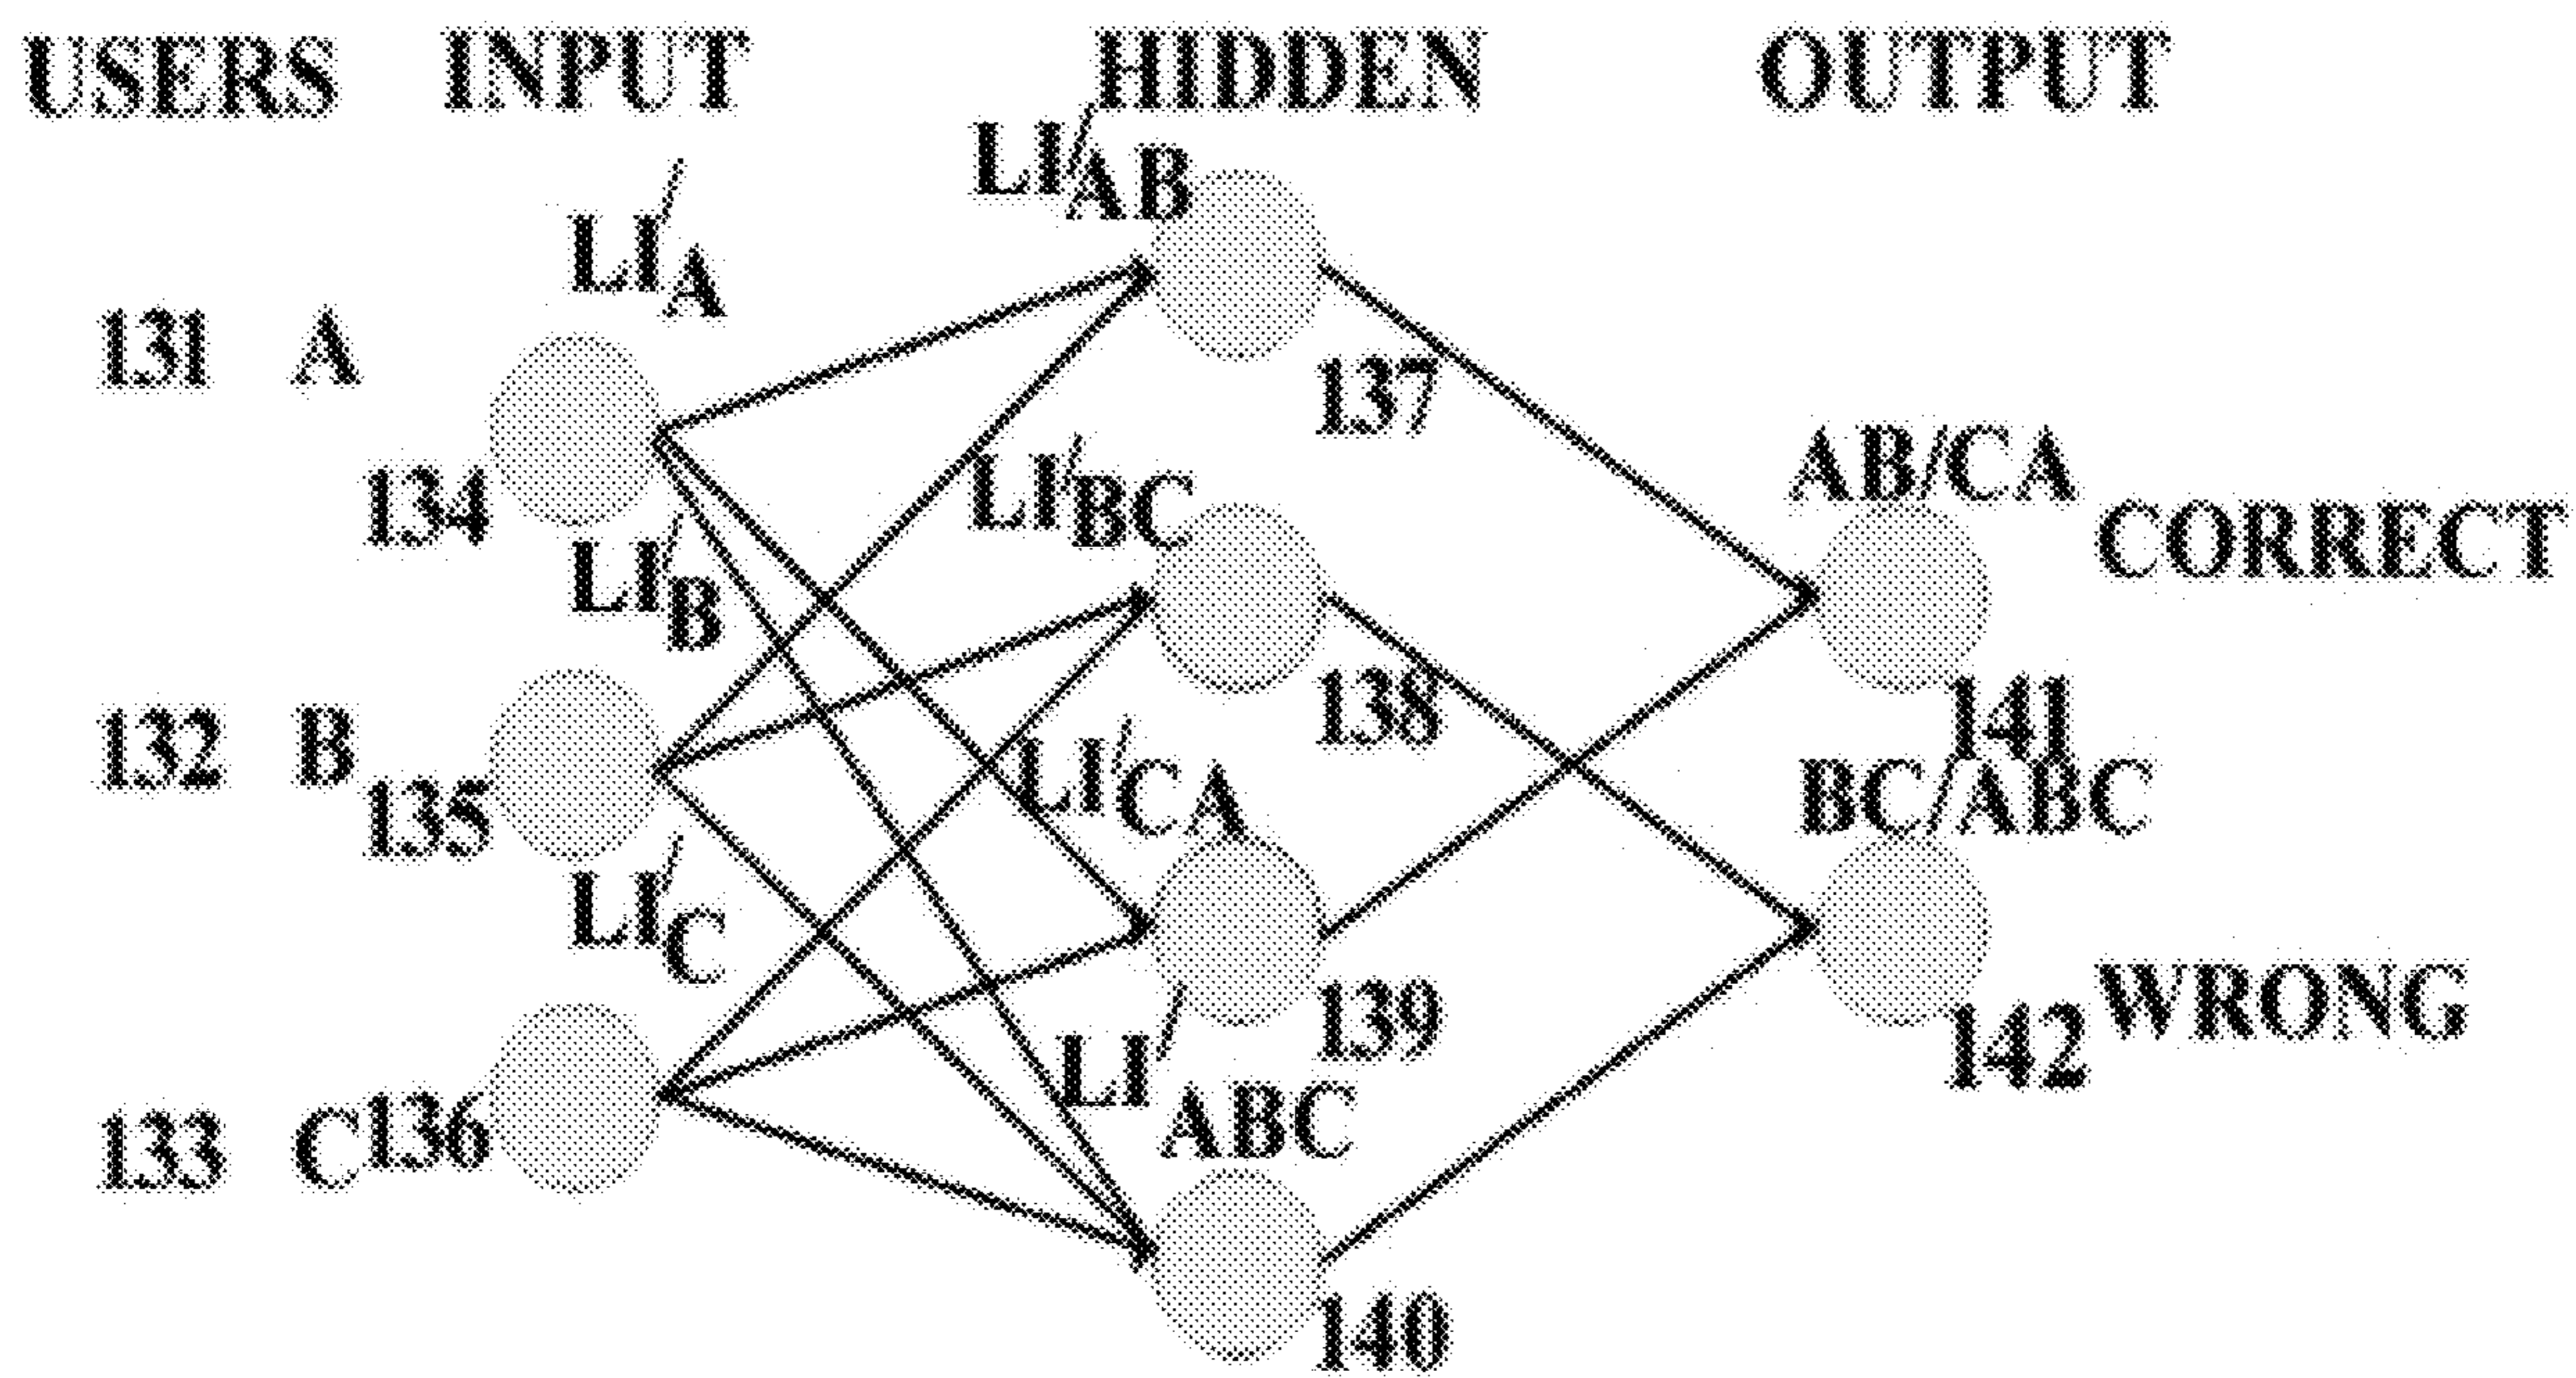 USERS INPUT HIDDEN OUTPUT
LI'A
LI'AB
131 A
134
137
LI'B
LI'BC
AB/CA
CORRECT
132 B
135
138
141
LI'C
LI'CA
BC/ABC
133 C
136
139
142
WRONG
LI'ABC
140